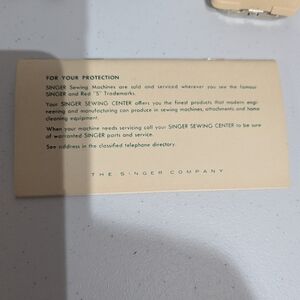 FOR YOUR PROTECTION
SINGER Sewing Machines are sold and serviced wherever you see the famous
SINGER and Red "S" Trademarks.
Your SINGER SEWING CENTER offers you the finest products that modern engi-
neering and manufacturing can produce in sewing machines, attachments and home
cleaning equipment.
When your machine needs servicing call your SINGER SEWING CENTER to be sure
of warranted SINGER parts and service.
See address in the classified telephone directory.
THE SINGER COMPANY